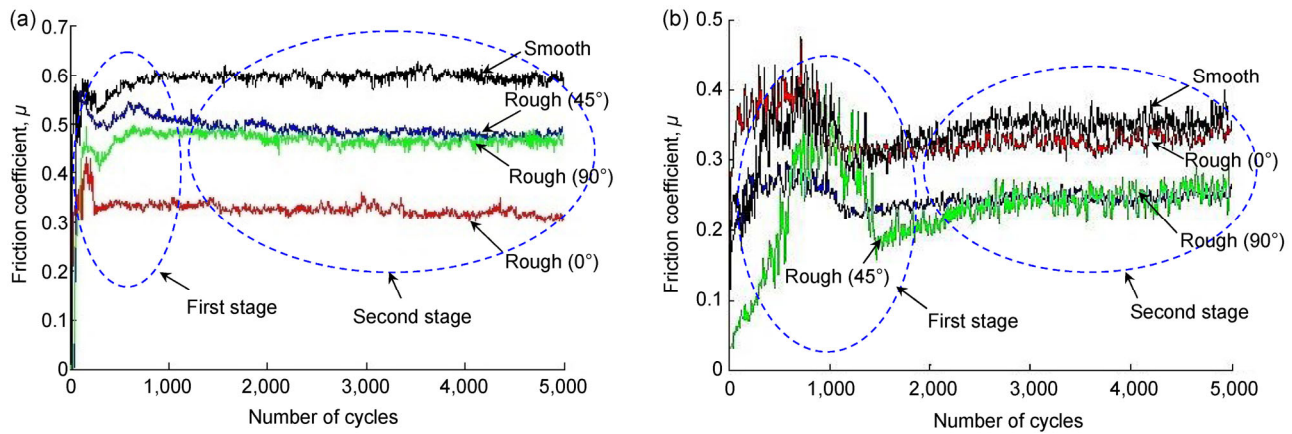 (a)
0.7
0.6
0.5
0.4
0.3
0.2
0.1
0
Friction coefficient, μ
Smooth
Rough (45°)
Rough (90°)
Rough (0°)
First stage
Second stage
0 1,000 2,000 3,000 4,000 5,000
Number of cycles
(b)
0.5
0.4
0.3
0.2
0.1
0
Friction coefficient, μ
Smooth
Rough (0°)
Rough (90°)
Rough (45°)
First stage
Second stage
0 1,000 2,000 3,000 4,000 5,000
Number of cycles